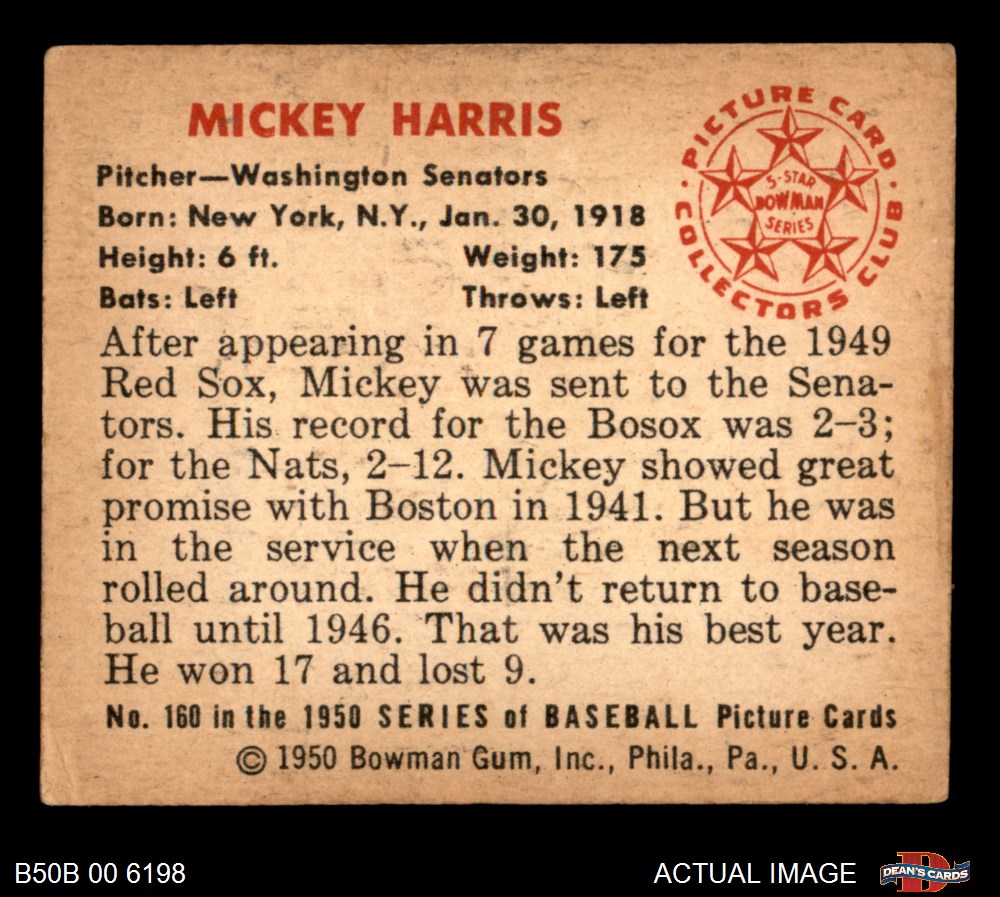 MICKEY HARRIS
Pitcher—Washington Senators
Born: New York, N.Y., Jan. 30, 1918
Height: 6 ft. Weight: 175
Bats: Left Throws: Left
PICTURE CARD
COLLECTORS CLUB
5-STAR
BOWMAN
SERIES
After appearing in 7 games for the 1949
Red Sox, Mickey was sent to the Sena-
tors. His record for the Bosox was 2–3;
for the Nats, 2–12. Mickey showed great
promise with Boston in 1941. But he was
in the service when the next season
rolled around. He didn't return to base-
ball until 1946. That was his best year.
He won 17 and lost 9.
No. 160 in the 1950 SERIES of BASEBALL Picture Cards
© 1950 Bowman Gum, Inc., Phila., Pa., U. S. A.
B50B 00 6198
ACTUAL IMAGE
D
DEAN'S CARDS